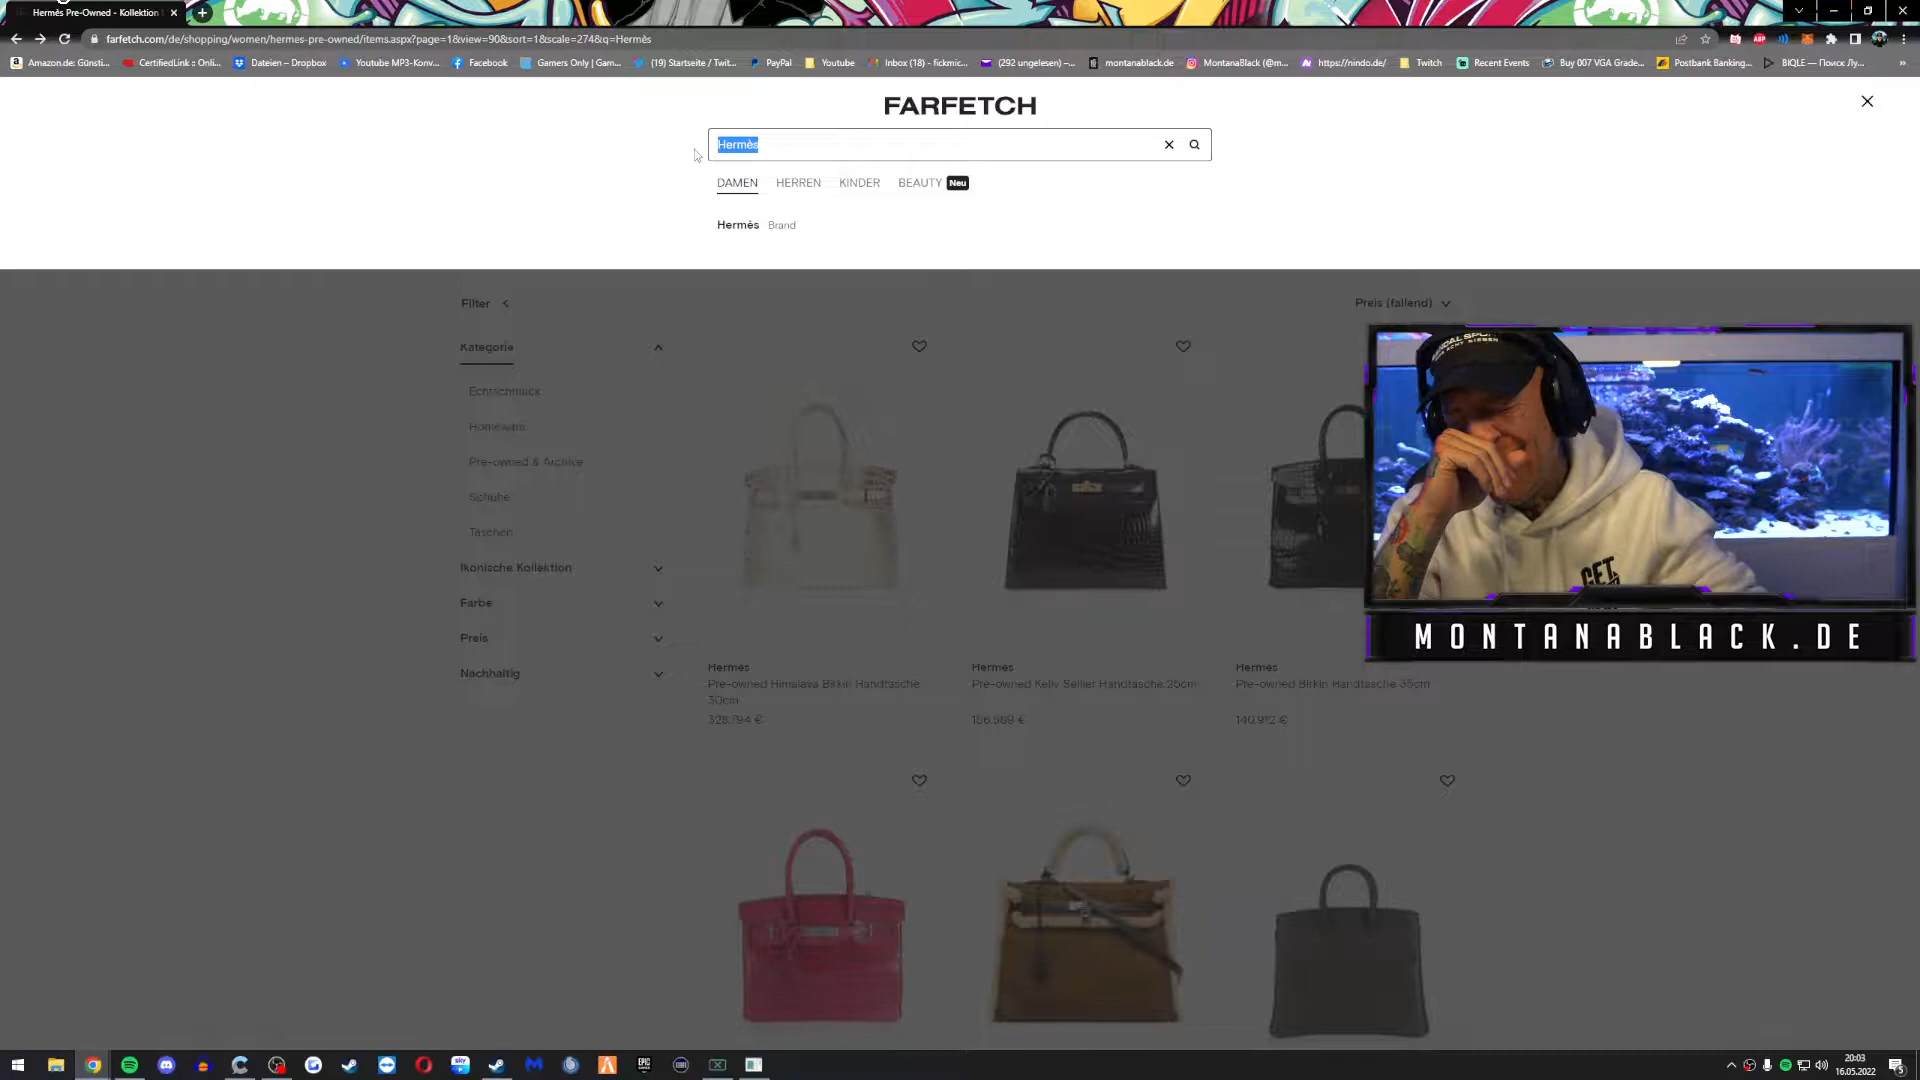 Hermès Pre-Owned - Kollektion
farfetch.com/de/shopping/women/hermes-pre-owned/items.aspx?page=1&view=90&sort=1&scale=274&q=Hermès
Amazon.de: Günsti... CertifiedLink :: Onli... Dateien – Dropbox Youtube MP3-Konv... Facebook Gamers Only | Gam... (19) Startseite / Twit... PayPal Youtube Inbox (18) - fickmic... (292 ungelesen) –... montanablack.de MontanaBlack (@m... https://nindo.de/ Twitch Recent Events Buy 007 VGA Grade... Postbank Banking... BIQLE — Поиск Лу... »
FARFETCH
Hermès
DAMEN HERREN KINDER BEAUTY Neu
Hermès Brand
Filter
Preis (fallend)
Kategorie
Echtschmuck
Homeware
Pre-owned & Archive
Schuhe
Taschen
Ikonische Kollektion
Farbe
Preis
Nachhaltig
Hermès
Pre-owned Himalaya Birkin Handtasche 30cm
328.794 €
Hermès
Pre-owned Kelly Sellier Handtasche 25cm
Hermès
Pre-owned Birkin Handtasche 35cm
140.912 €
GET
MONTANABLACK.DE
20:03
16.05.2022